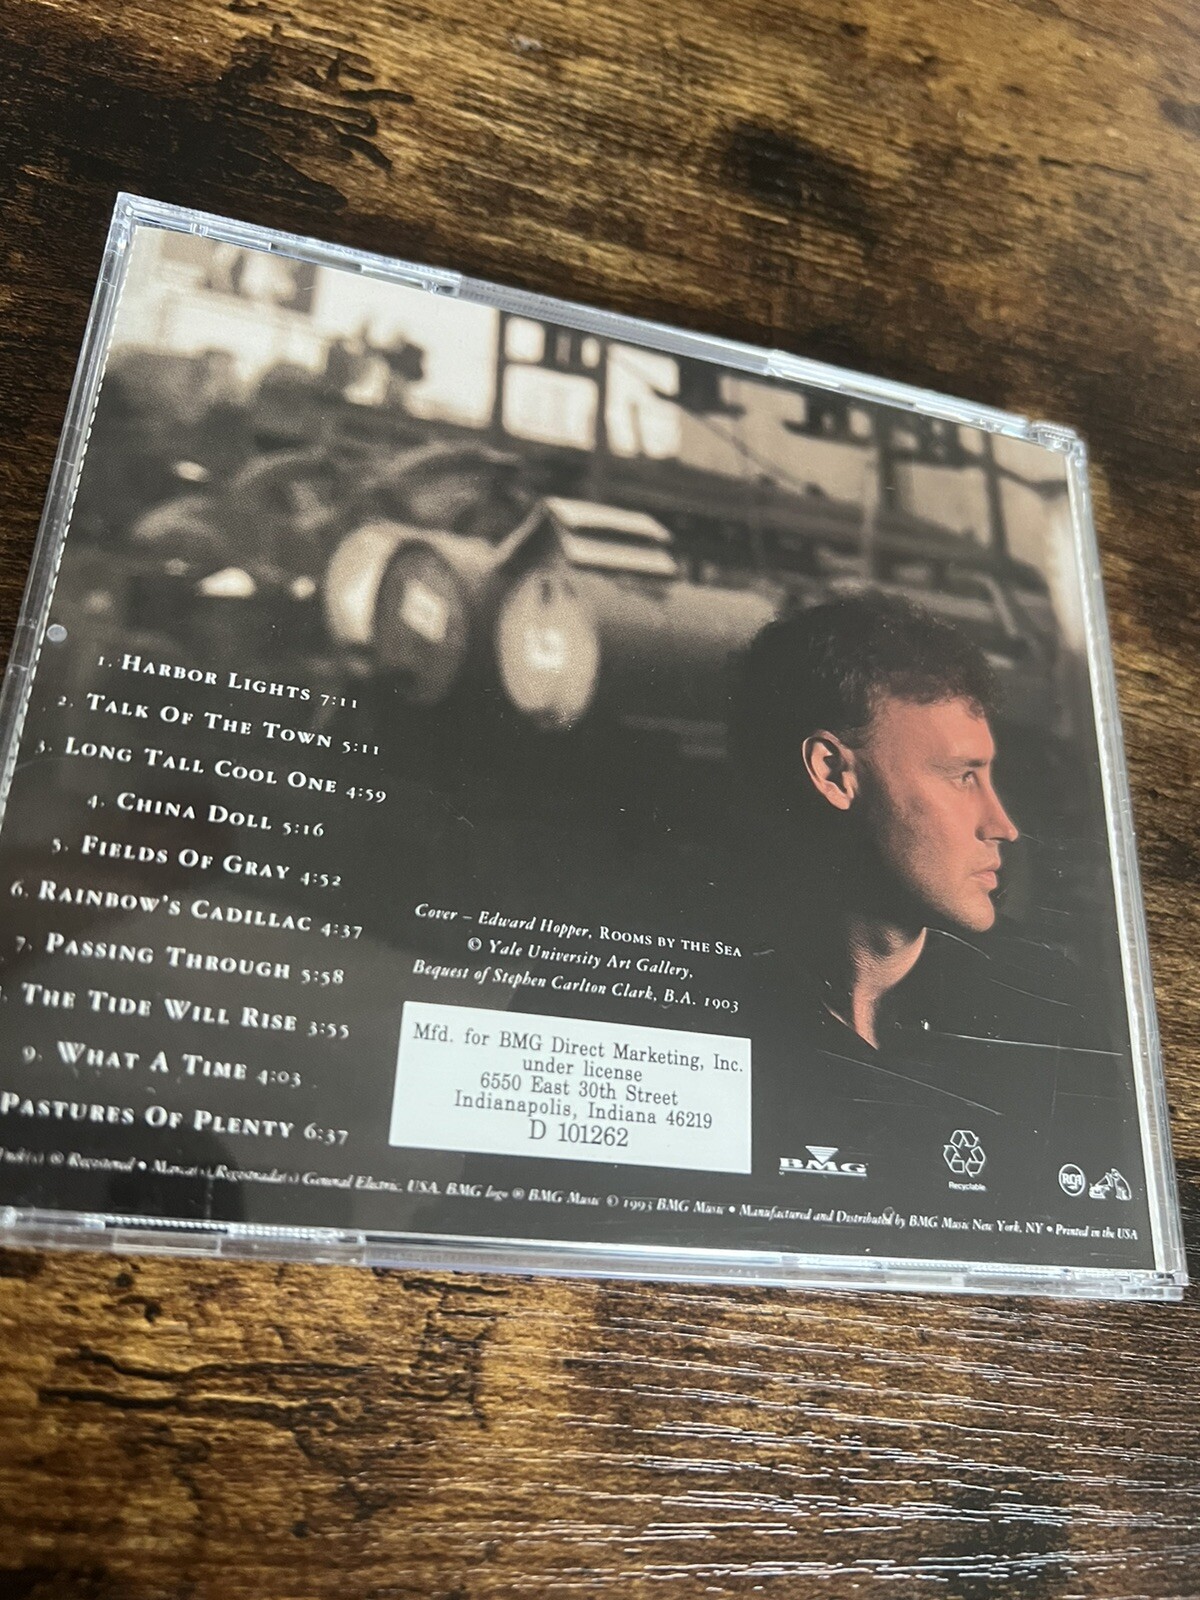 1. HARBOR LIGHTS 7:11
2. TALK OF THE TOWN 5:11
3. LONG TALL COOL ONE 4:59
4. CHINA DOLL 5:16
5. FIELDS OF GRAY 4:52
6. RAINBOW'S CADILLAC 4:37
7. PASSING THROUGH 5:58
THE TIDE WILL RISE 3:55
9. WHAT A TIME 4:03
PASTURES OF PLENTY 6:37
Cover – Edward Hopper, ROOMS BY THE SEA
© Yale University Art Gallery,
Bequest of Stephen Carlton Clark, B.A. 1903
Mfd. for BMG Direct Marketing, Inc.
under license
6550 East 30th Street
Indianapolis, Indiana 46219
D 101262
BMG
Recyclable
RCA
® Registered • Marca(s) Registrada(s) General Electric, USA. BMG logo ® BMG Music © 1993 BMG Music • Manufactured and Distributed by BMG Music New York, NY • Printed in the USA